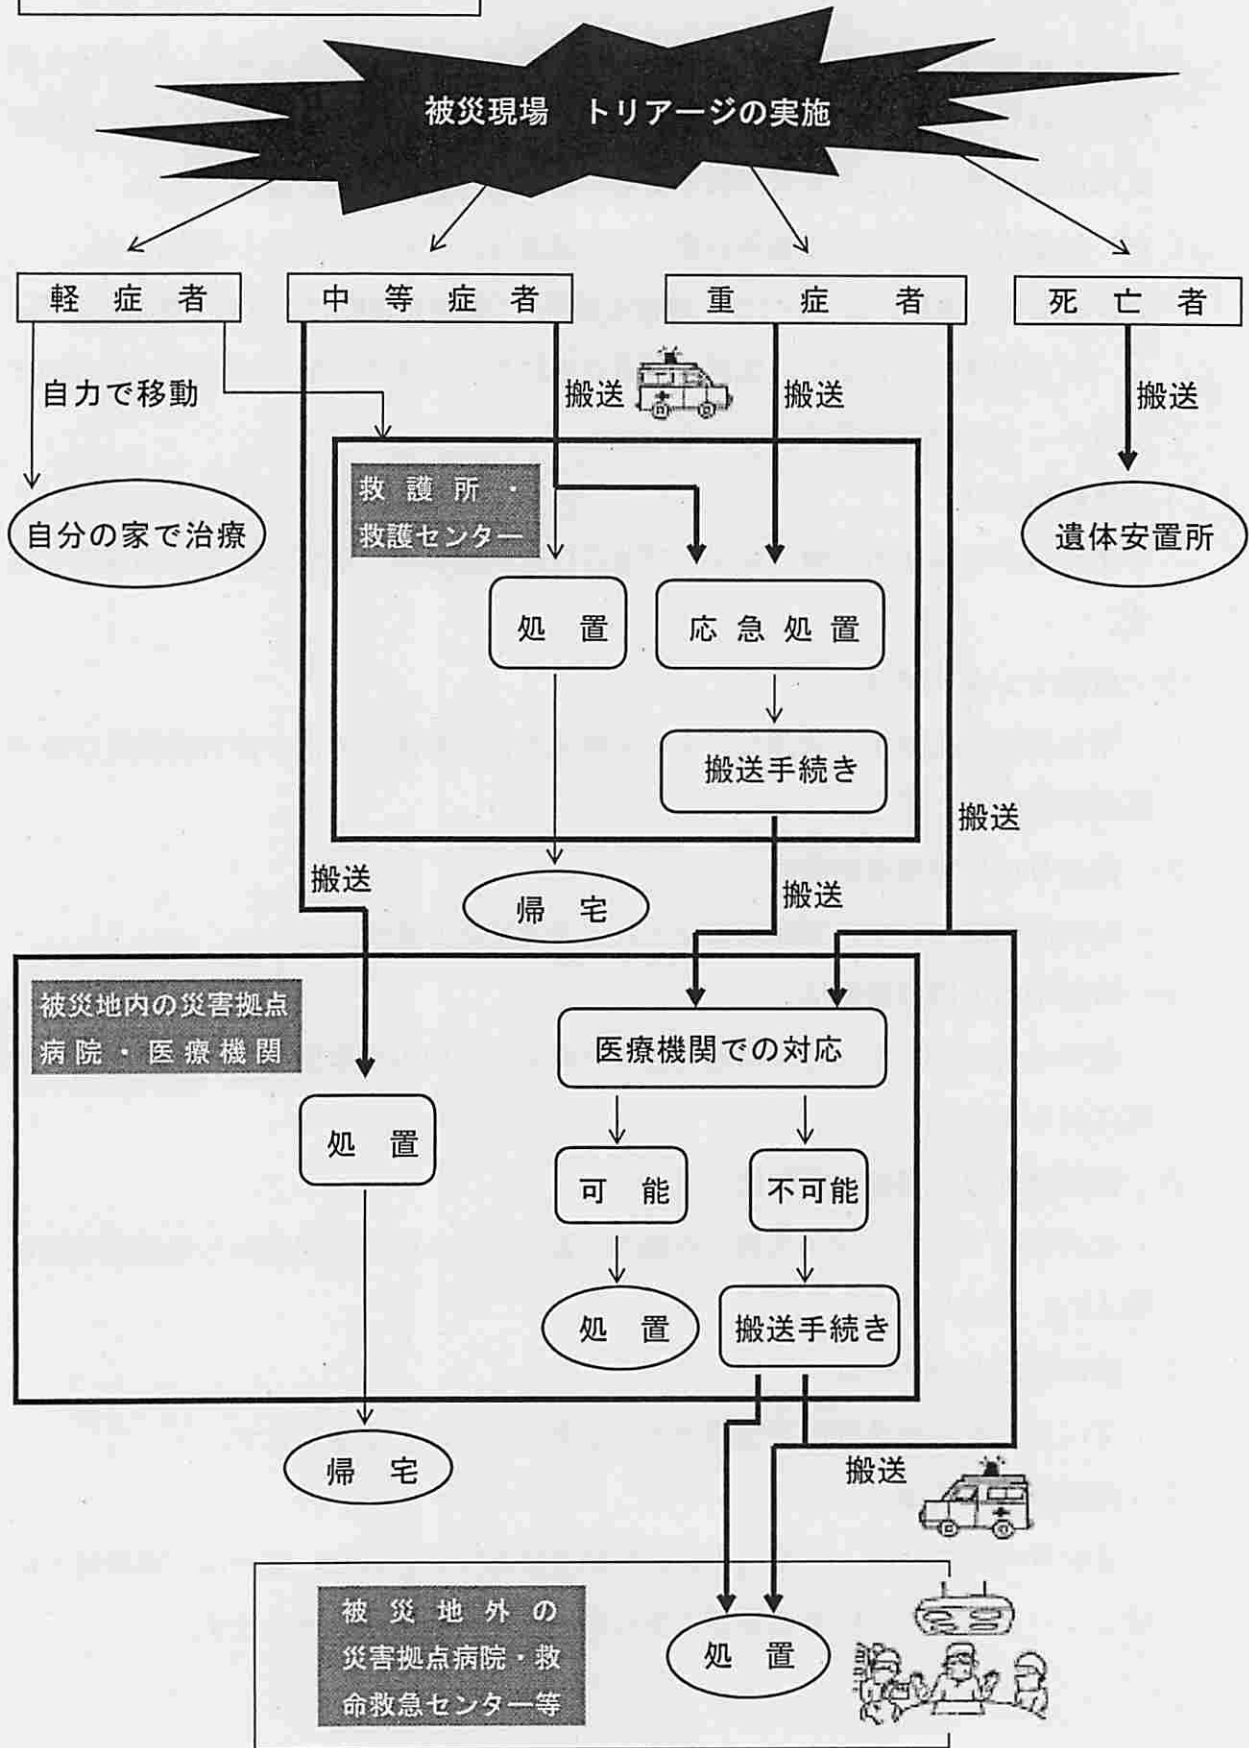 被災現場 トリアージの実施
軽症者
中等症者
重症者
死亡者
自力で移動
搬送
搬送
搬送
救護所・
救護センター
自分の家で治療
遺体安置所
処置
応急処置
搬送手続き
搬送
搬送
帰宅
搬送
被災地内の災害拠点
病院・医療機関
医療機関での対応
処置
可能
不可能
処置
搬送手続き
帰宅
搬送
被災地外の
災害拠点病院・救
命救急センター等
処置